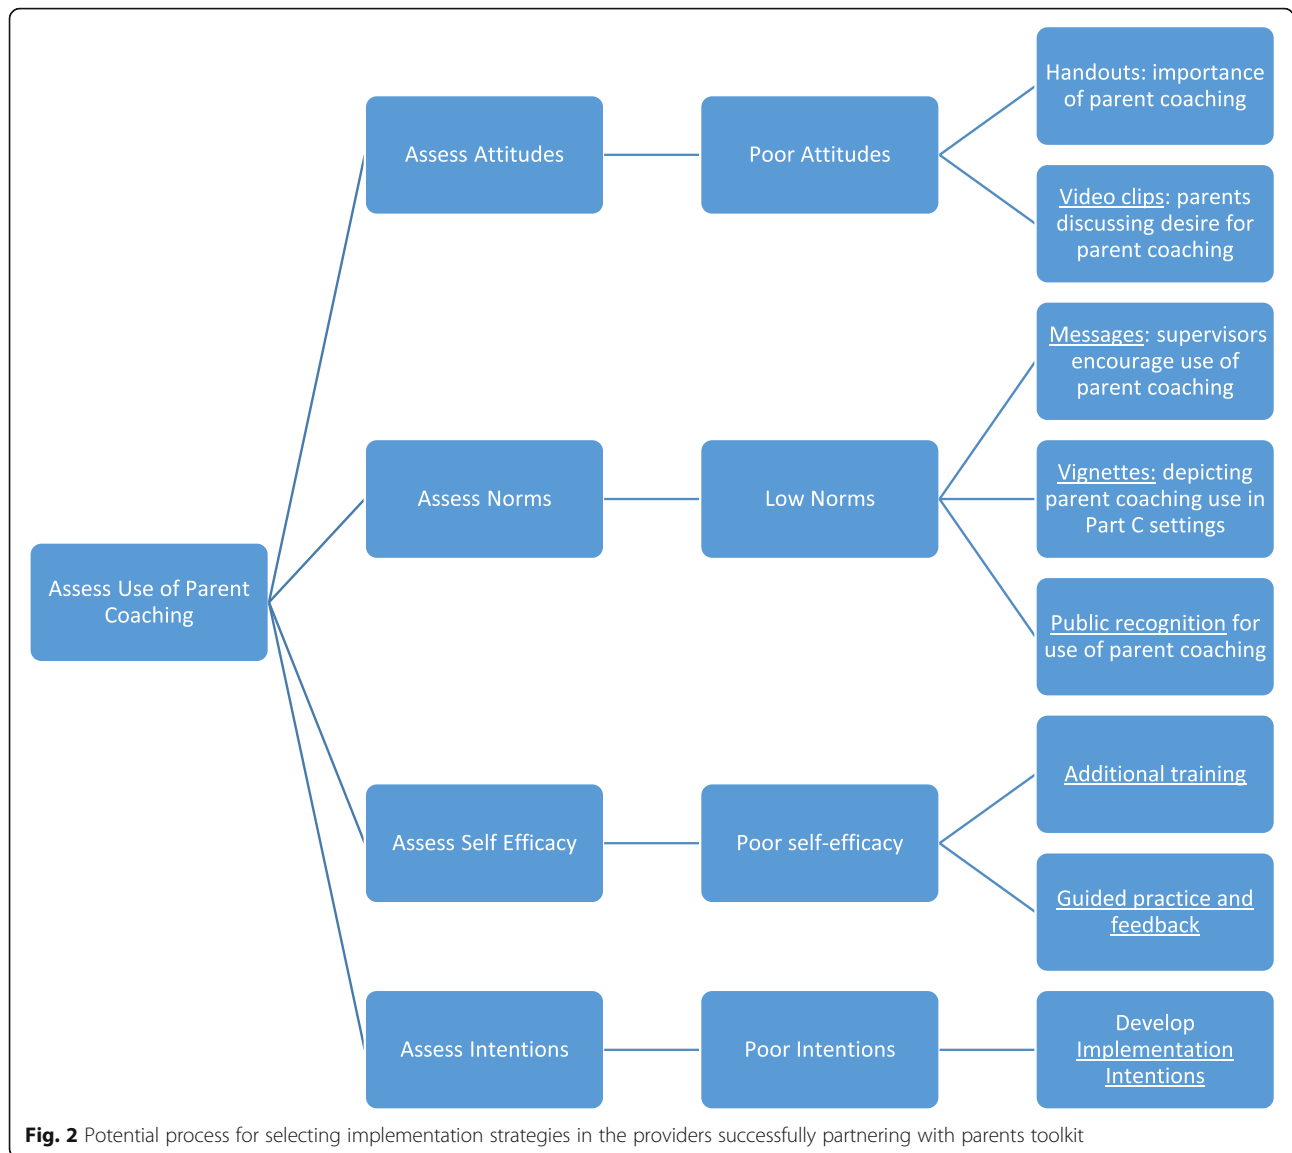 Assess Use of Parent
Coaching
Assess Attitudes
Poor Attitudes
Handouts: importance
of parent coaching
Video clips: parents
discussing desire for
parent coaching
Assess Norms
Low Norms
Messages: supervisors
encourage use of
parent coaching
Vignettes: depicting
parent coaching use in
Part C settings
Public recognition for
use of parent coaching
Assess Self Efficacy
Poor self-efficacy
Additional training
Guided practice and
feedback
Assess Intentions
Poor Intentions
Develop
Implementation
Intentions
Fig. 2 Potential process for selecting implementation strategies in the providers successfully partnering with parents toolkit